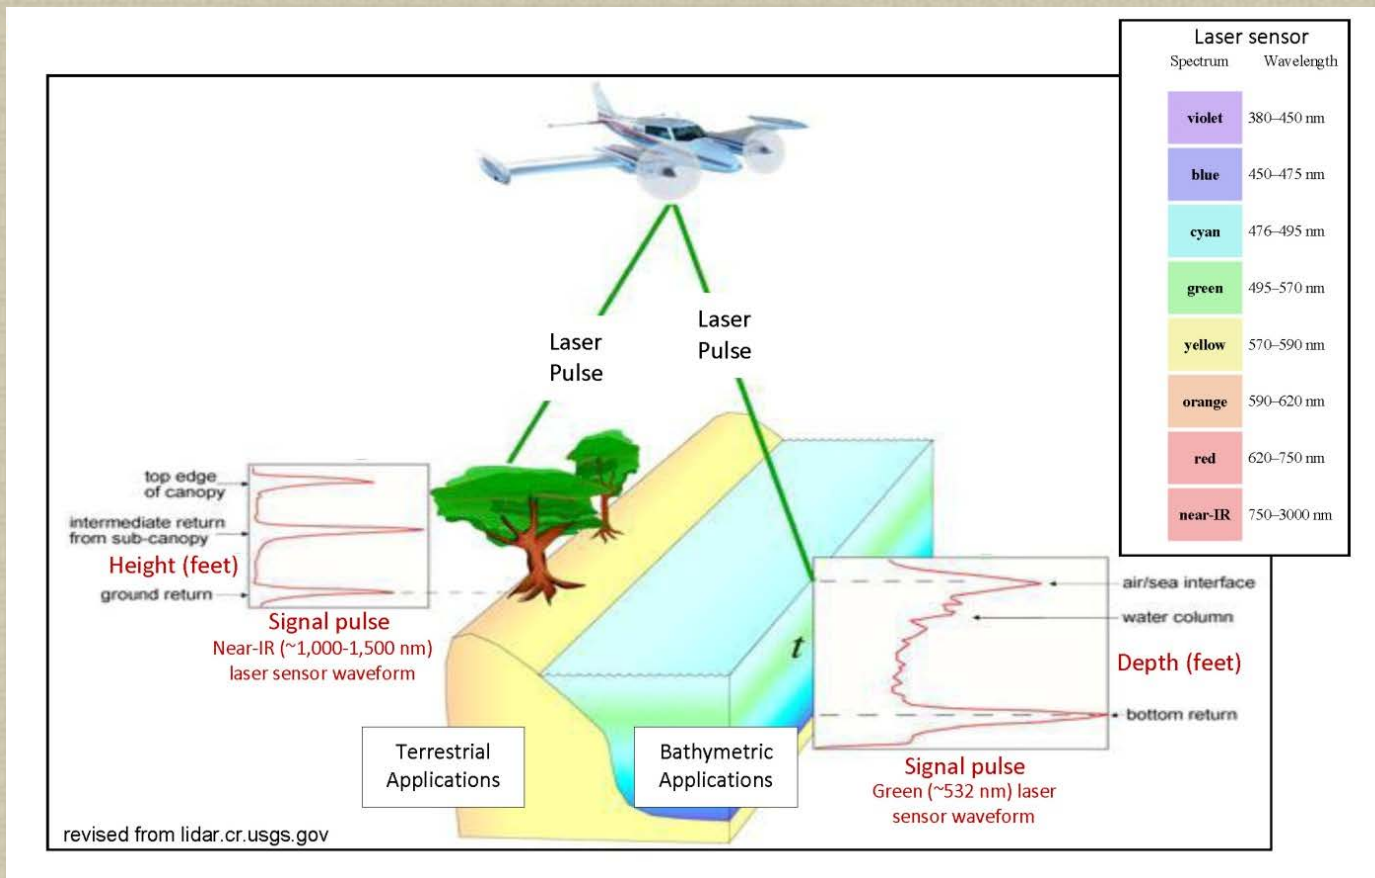 Laser sensor
Spectrum Wavelength
violet 380–450 nm
blue 450–475 nm
cyan 476–495 nm
green 495–570 nm
yellow 570–590 nm
orange 590–620 nm
red 620–750 nm
near-IR 750–3000 nm
Laser
Pulse
Laser
Pulse
top edge
of canopy
intermediate return
from sub-canopy
Height (feet)
ground return
Signal pulse
Near-IR (~1,000-1,500 nm)
laser sensor waveform
t
air/sea interface
water column
Depth (feet)
bottom return
Signal pulse
Green (~532 nm) laser
sensor waveform
Terrestrial
Applications
Bathymetric
Applications
revised from lidar.cr.usgs.gov